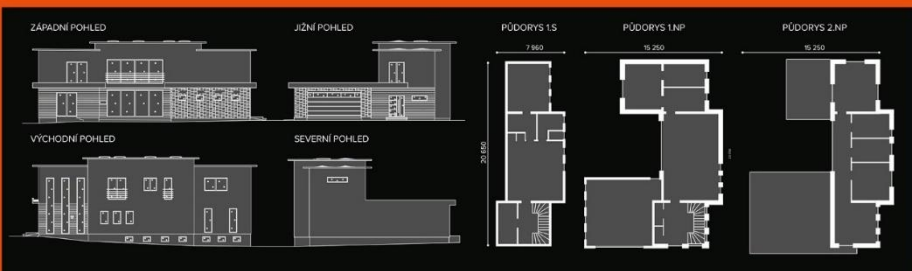 ZÁPADNÍ POHLED
JIŽNÍ POHLED
VÝCHODNÍ POHLED
SEVERNÍ POHLED
PŮDORYS 1.S
PŮDORYS 1.NP
PŮDORYS 2.NP
7 960
15 250
15 250
20 650